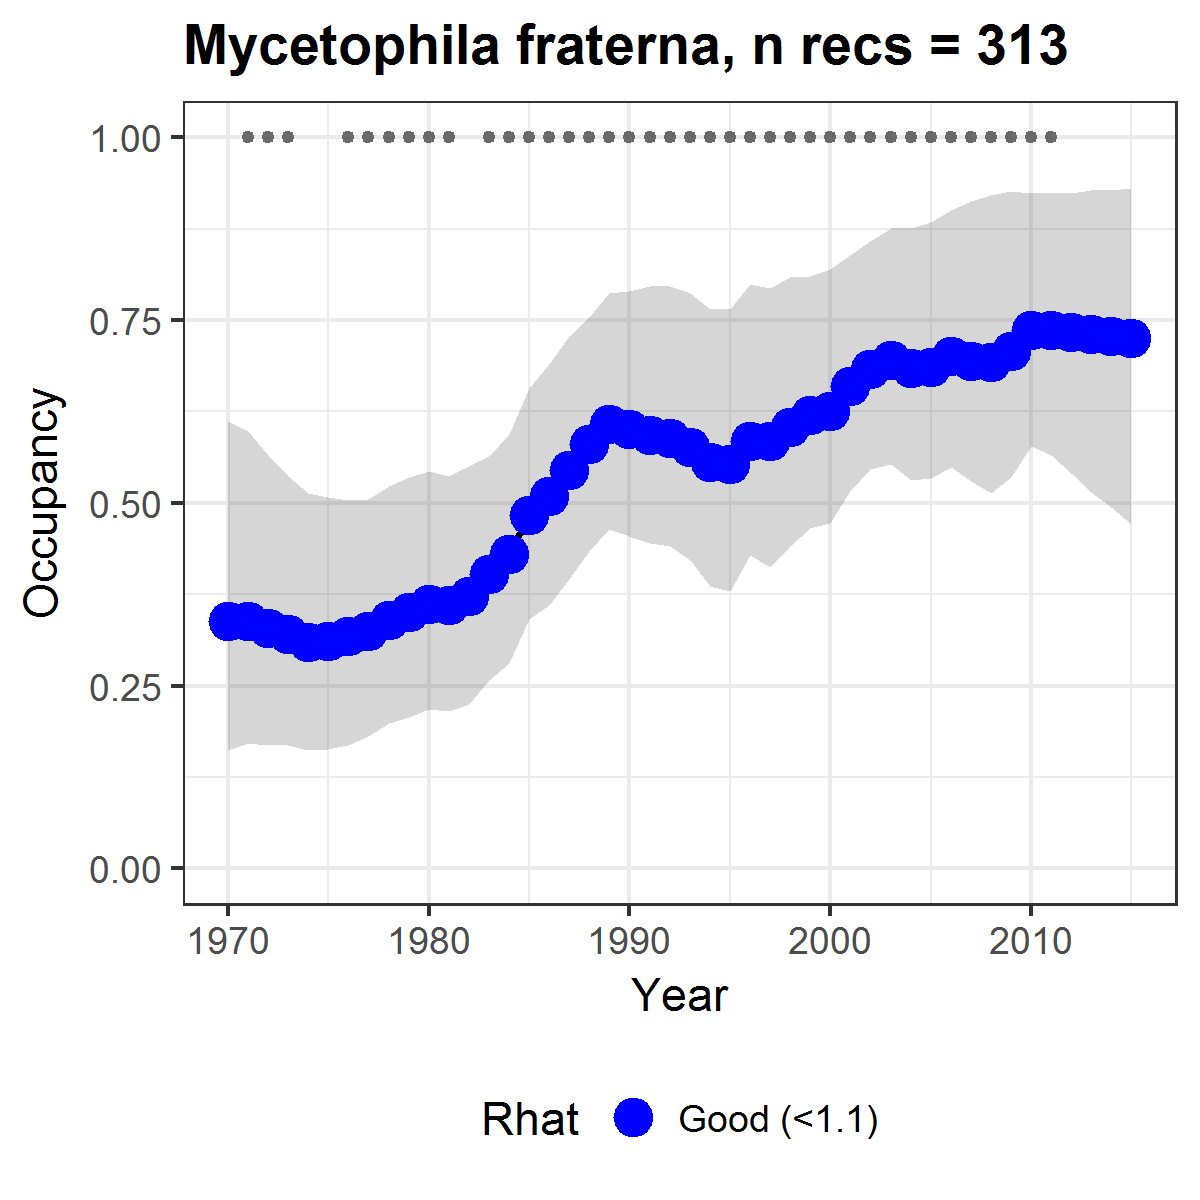 Mycetophila fraterna, n recs = 313
1.00
0.75
0.50
0.25
0.00
Occupancy
1970 1980 1990 2000 2010
Year
Rhat Good (<1.1)